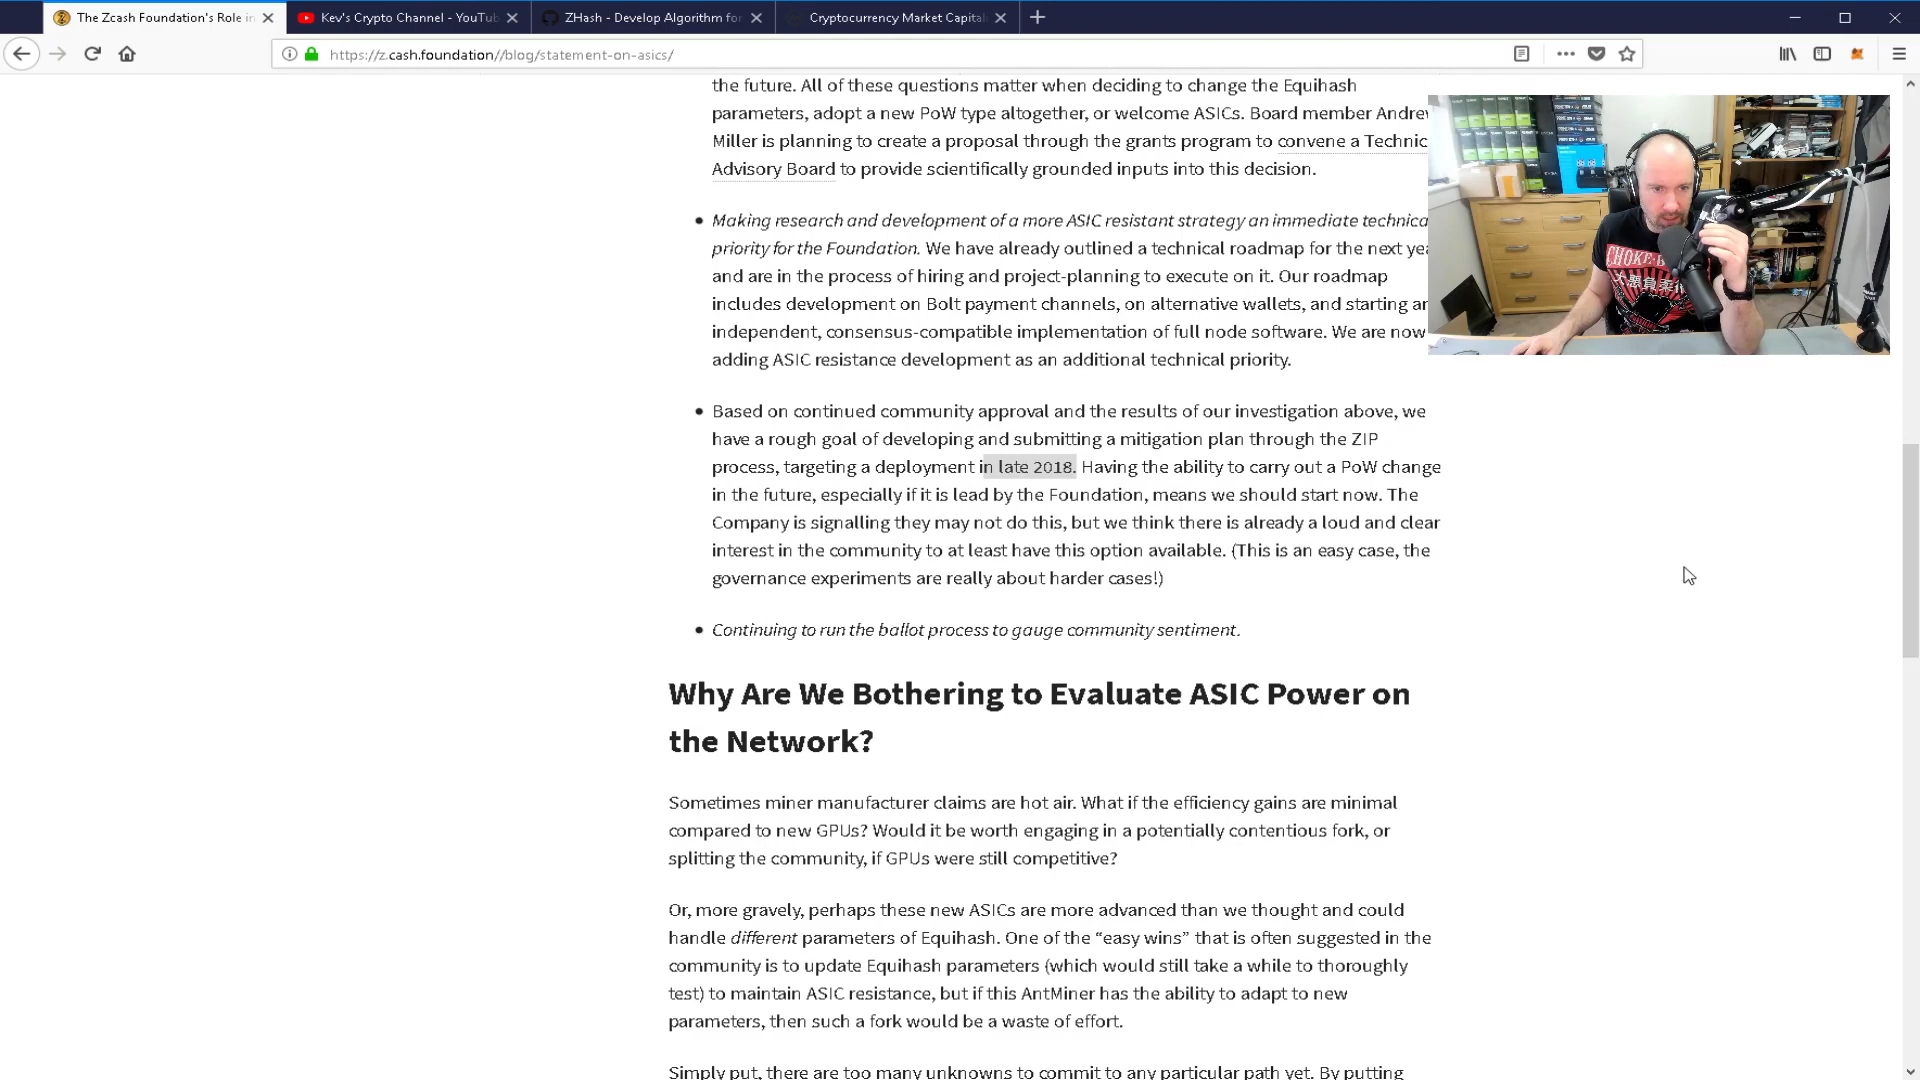 The Zcash Foundation's Role in
Kev's Crypto Channel - YouTub
ZHash - Develop Algorithm for
Cryptocurrency Market Capital
https://z.cash.foundation//blog/statement-on-asics/
the future. All of these questions matter when deciding to change the Equihash
parameters, adopt a new PoW type altogether, or welcome ASICs. Board member Andrew
Miller is planning to create a proposal through the grants program to convene a Technic
Advisory Board to provide scientifically grounded inputs into this decision.
• Making research and development of a more ASIC resistant strategy an immediate technica
priority for the Foundation. We have already outlined a technical roadmap for the next yea
and are in the process of hiring and project-planning to execute on it. Our roadmap
includes development on Bolt payment channels, on alternative wallets, and starting an
independent, consensus-compatible implementation of full node software. We are now
adding ASIC resistance development as an additional technical priority.
• Based on continued community approval and the results of our investigation above, we
have a rough goal of developing and submitting a mitigation plan through the ZIP
process, targeting a deployment in late 2018. Having the ability to carry out a PoW change
in the future, especially if it is lead by the Foundation, means we should start now. The
Company is signalling they may not do this, but we think there is already a loud and clear
interest in the community to at least have this option available. (This is an easy case, the
governance experiments are really about harder cases!)
• Continuing to run the ballot process to gauge community sentiment.
Why Are We Bothering to Evaluate ASIC Power on
the Network?
Sometimes miner manufacturer claims are hot air. What if the efficiency gains are minimal
compared to new GPUs? Would it be worth engaging in a potentially contentious fork, or
splitting the community, if GPUs were still competitive?
Or, more gravely, perhaps these new ASICs are more advanced than we thought and could
handle different parameters of Equihash. One of the “easy wins” that is often suggested in the
community is to update Equihash parameters (which would still take a while to thoroughly
test) to maintain ASIC resistance, but if this AntMiner has the ability to adapt to new
parameters, then such a fork would be a waste of effort.
Simply put, there are too many unknowns to commit to any particular path yet. By putting